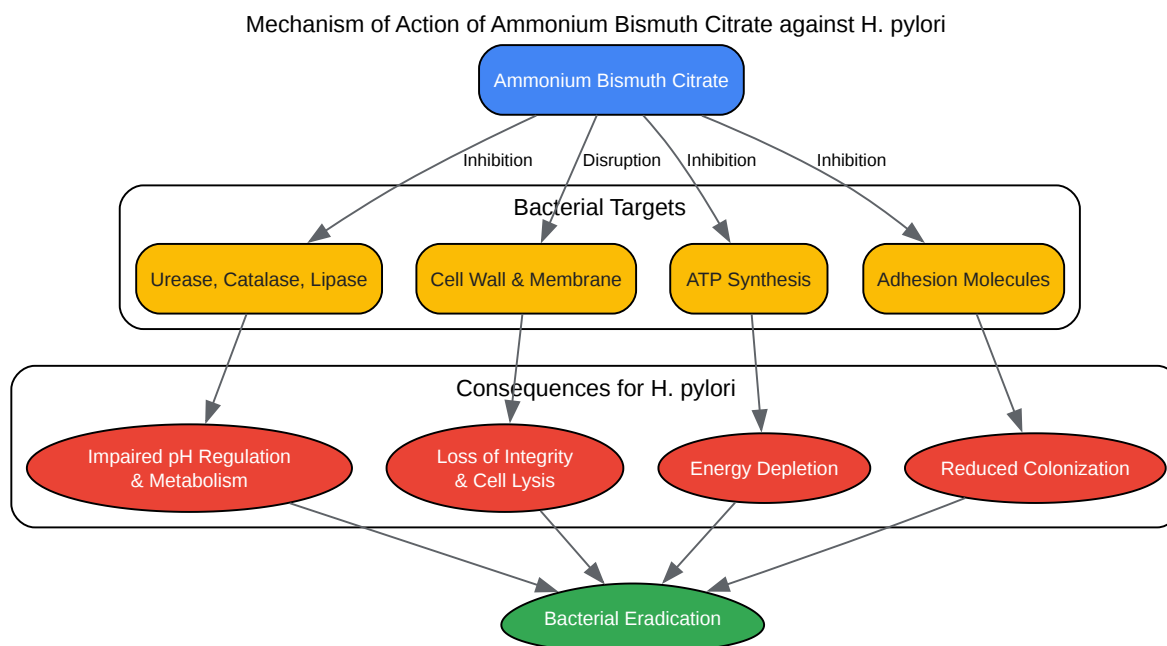 Mechanism of Action of Ammonium Bismuth Citrate against H. pylori
Ammonium Bismuth Citrate
Inhibition
Disruption
Inhibition
Inhibition
Bacterial Targets
Urease, Catalase, Lipase
Cell Wall & Membrane
ATP Synthesis
Adhesion Molecules
Consequences for H. pylori
Impaired pH Regulation
& Metabolism
Loss of Integrity
& Cell Lysis
Energy Depletion
Reduced Colonization
Bacterial Eradication